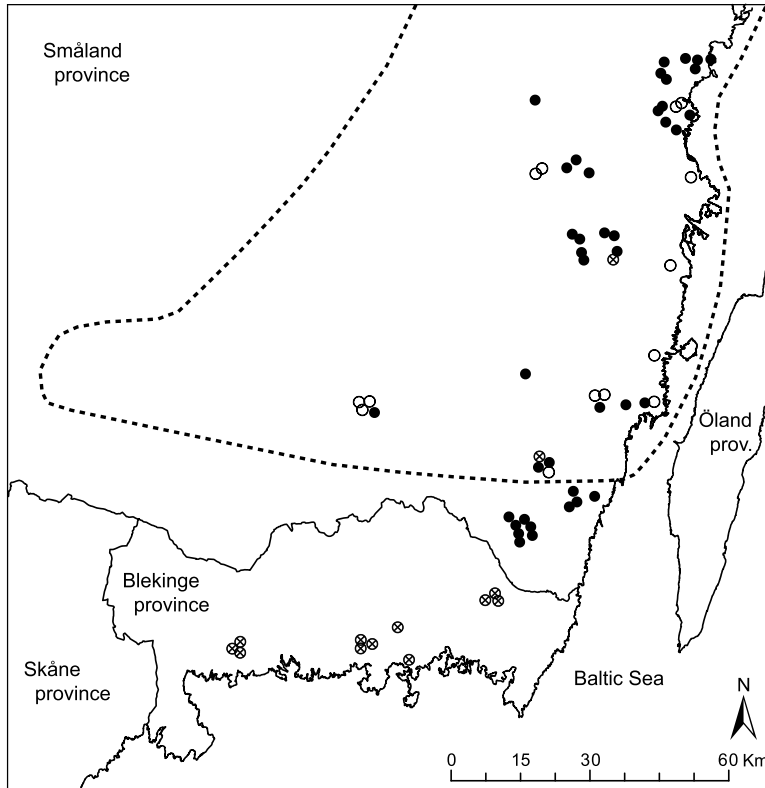 Småland
province
Öland
prov.
Blekinge
province
Skåne
province
Baltic Sea
N
0 15 30 60 Km